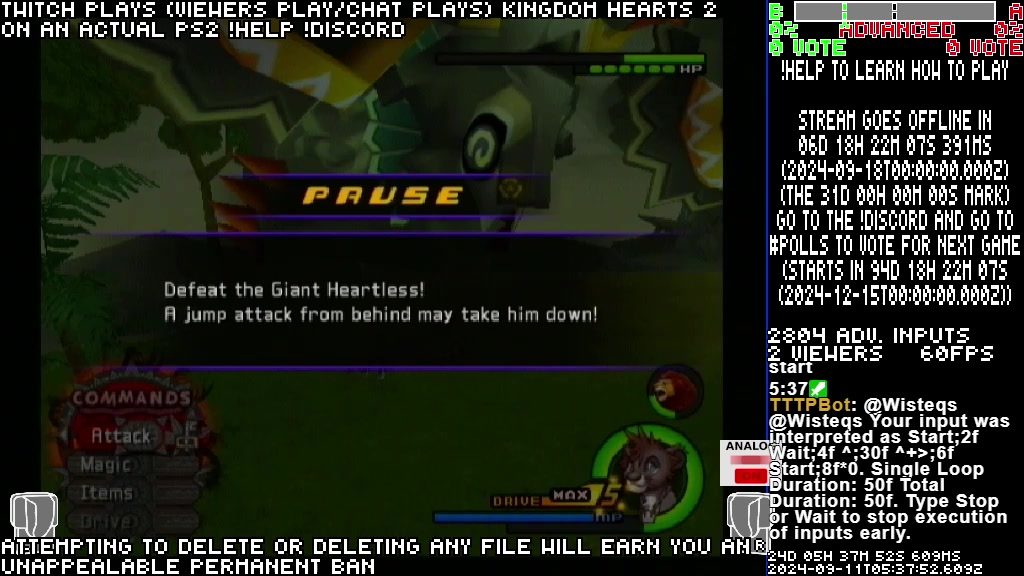 TWITCH PLAYS (VIEWERS PLAY/CHAT PLAYS) KINGDOM HEARTS 2
ON AN ACTUAL PS2 !HELP !DISCORD
HP
PAUSE
Defeat the Giant Heartless!
A jump attack from behind may take him down!
COMMANDS
Attack
Magic
Items
Drive
DRIVE MAX 5
MP
ATTEMPTING TO DELETE OR DELETING ANY FILE WILL EARN YOU AN
UNAPPEALABLE PERMANENT BAN
ANALO
R
B A
0% ADVANCED 0%
0 VOTE 0 VOTE
!HELP TO LEARN HOW TO PLAY
STREAM GOES OFFLINE IN
06D 18H 22M 07S 391MS
(2024-09-18T00:00:00.000Z)
(THE 31D 00H 00M 00S MARK)
GO TO THE !DISCORD AND GO TO
#POLLS TO VOTE FOR NEXT GAME
(STARTS IN 94D 18H 22M 07S
(2024-12-15T00:00:00.000Z))
2804 ADV. INPUTS
2 VIEWERS 60FPS
start
5:37
TTTPBot: @Wisteqs
@Wisteqs Your input was
interpreted as Start;2f
Wait;4f ^;30f ^+>;6f
Start;8f*0. Single Loop
Duration: 50f Total
Duration: 50f. Type Stop
or Wait to stop execution
of inputs early.
24D 05H 37M 52S 609MS
2024-09-11T05:37:52.609Z